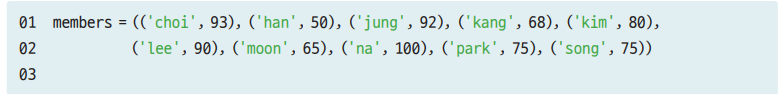 01 members = (('choi', 93), ('han', 50), ('jung', 92), ('kang', 68), ('kim', 80),
02 ('lee', 90), ('moon', 65), ('na', 100), ('park', 75), ('song', 75))
03